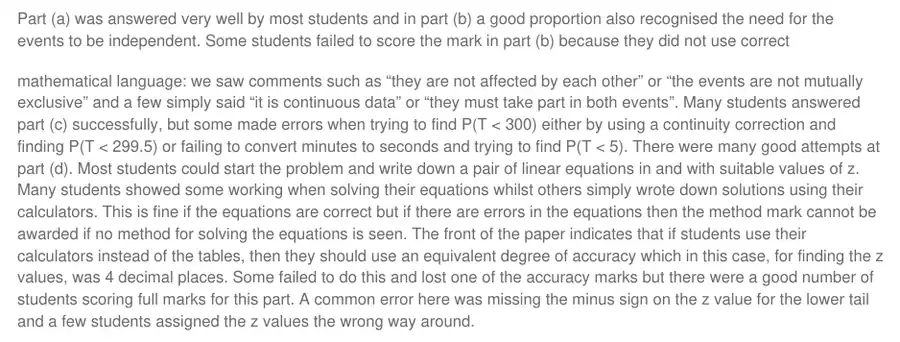 Part (a) was answered very well by most students and in part (b) a good proportion also recognised the need for the
events to be independent. Some students failed to score the mark in part (b) because they did not use correct
mathematical language: we saw comments such as “they are not affected by each other” or “the events are not mutually
exclusive” and a few simply said “it is continuous data” or “they must take part in both events”. Many students answered
part (c) successfully, but some made errors when trying to find P(T < 300) either by using a continuity correction and
finding P(T < 299.5) or failing to convert minutes to seconds and trying to find P(T < 5). There were many good attempts at
part (d). Most students could start the problem and write down a pair of linear equations in and with suitable values of z.
Many students showed some working when solving their equations whilst others simply wrote down solutions using their
calculators. This is fine if the equations are correct but if there are errors in the equations then the method mark cannot be
awarded if no method for solving the equations is seen. The front of the paper indicates that if students use their
calculators instead of the tables, then they should use an equivalent degree of accuracy which in this case, for finding the z
values, was 4 decimal places. Some failed to do this and lost one of the accuracy marks but there were a good number of
students scoring full marks for this part. A common error here was missing the minus sign on the z value for the lower tail
and a few students assigned the z values the wrong way around.